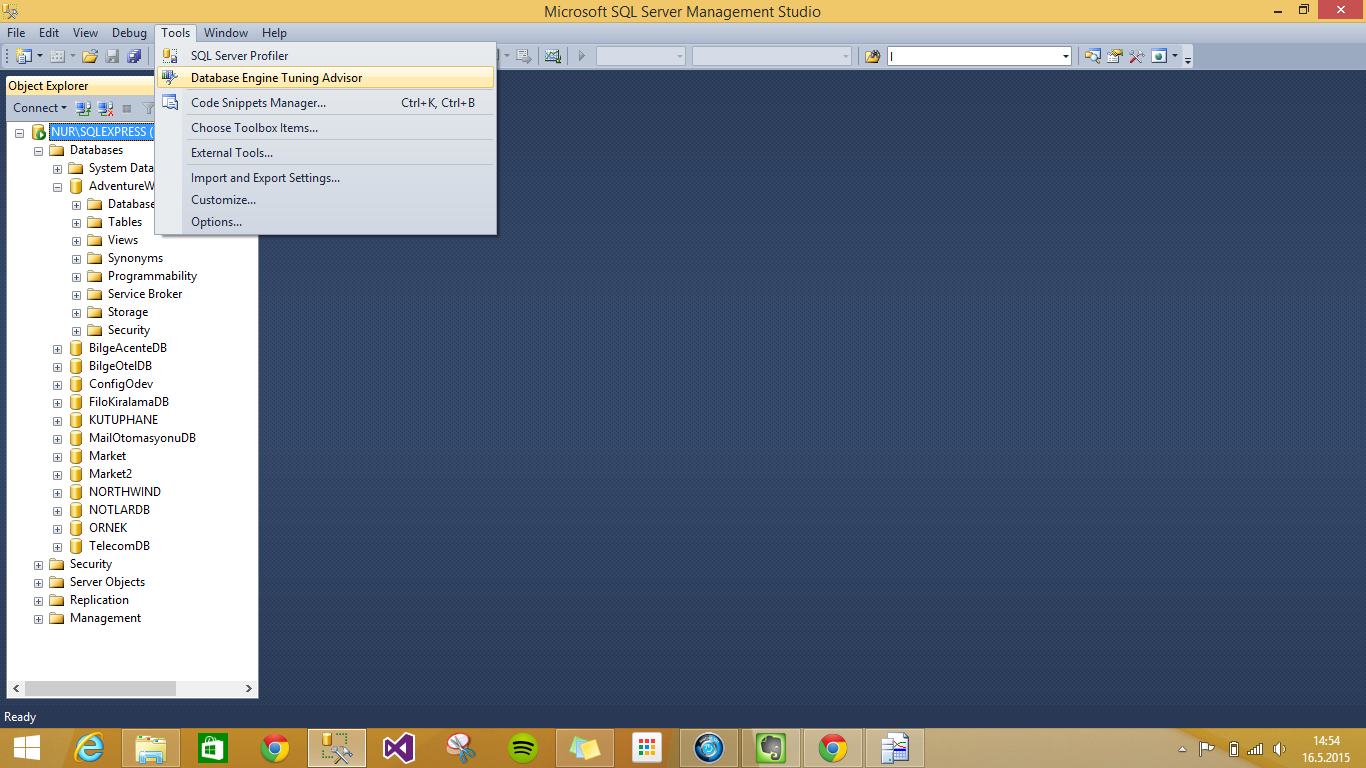 Microsoft SQL Server Management Studio
File Edit View Debug Tools Window Help
SQL Server Profiler
Database Engine Tuning Advisor
Code Snippets Manager... Ctrl+K, Ctrl+B
Choose Toolbox Items...
External Tools...
Import and Export Settings...
Customize...
Options...
Object Explorer
Connect
NUR\SQLEXPRESS (
Databases
System Data
AdventureW
Database
Tables
Views
Synonyms
Programmability
Service Broker
Storage
Security
BilgeAcenteDB
BilgeOtelDB
ConfigOdev
FiloKiralamaDB
KUTUPHANE
MailOtomasyonuDB
Market
Market2
NORTHWIND
NOTLARDB
ORNEK
TelecomDB
Security
Server Objects
Replication
Management
Ready
14:54
16.5.2015